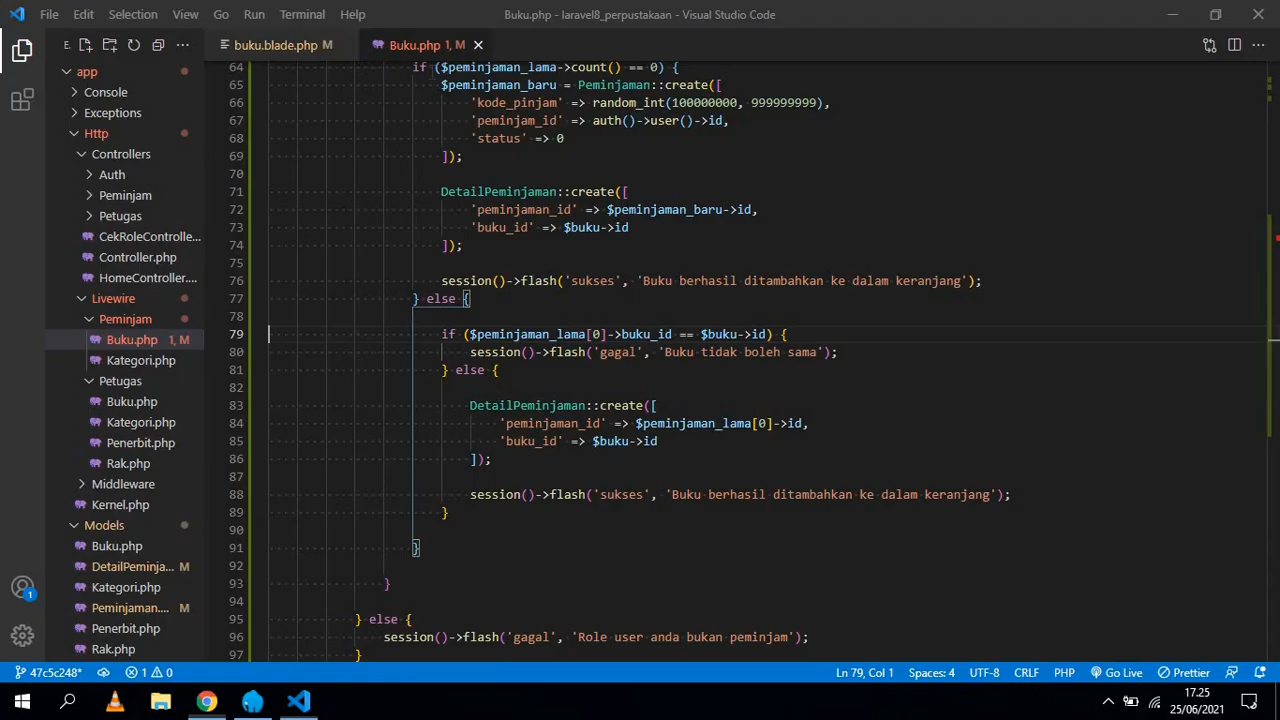 File Edit Selection View Go Run Terminal Help
Buku.php - laravel8_perpustakaan - Visual Studio Code
E.
buku.blade.php M
Buku.php 1, M
app
Console
Exceptions
Http
Controllers
Auth
Peminjam
Petugas
CekRoleControlle...
Controller.php
HomeController....
Livewire
Peminjam
Buku.php 1, M
Kategori.php
Petugas
Buku.php
Kategori.php
Penerbit.php
Rak.php
Middleware
Kernel.php
Models
Buku.php
DetailPeminja... M
Kategori.php
Peminjaman.... M
Penerbit.php
Rak.php
64 if ($peminjaman_lama->count() == 0) {
65 $peminjaman_baru = Peminjaman::create([
66 'kode_pinjam' => random_int(100000000, 999999999),
67 'peminjam_id' => auth()->user()->id,
68 'status' => 0
69 ]);
70
71 DetailPeminjaman::create([
72 'peminjaman_id' => $peminjaman_baru->id,
73 'buku_id' => $buku->id
74 ]);
75
76 session()->flash('sukses', 'Buku berhasil ditambahkan ke dalam keranjang');
77 } else {
78
79 if ($peminjaman_lama[0]->buku_id == $buku->id) {
80 session()->flash('gagal', 'Buku tidak boleh sama');
81 } else {
82
83 DetailPeminjaman::create([
84 'peminjaman_id' => $peminjaman_lama[0]->id,
85 'buku_id' => $buku->id
86 ]);
87
88 session()->flash('sukses', 'Buku berhasil ditambahkan ke dalam keranjang');
89 }
90
91 }
92
93 }
94
95 } else {
96 session()->flash('gagal', 'Role user anda bukan peminjam');
97 }
1
47c5c248* 1 0 Ln 79, Col 1 Spaces: 4 UTF-8 CRLF PHP Go Live Prettier
17.25
25/06/2021